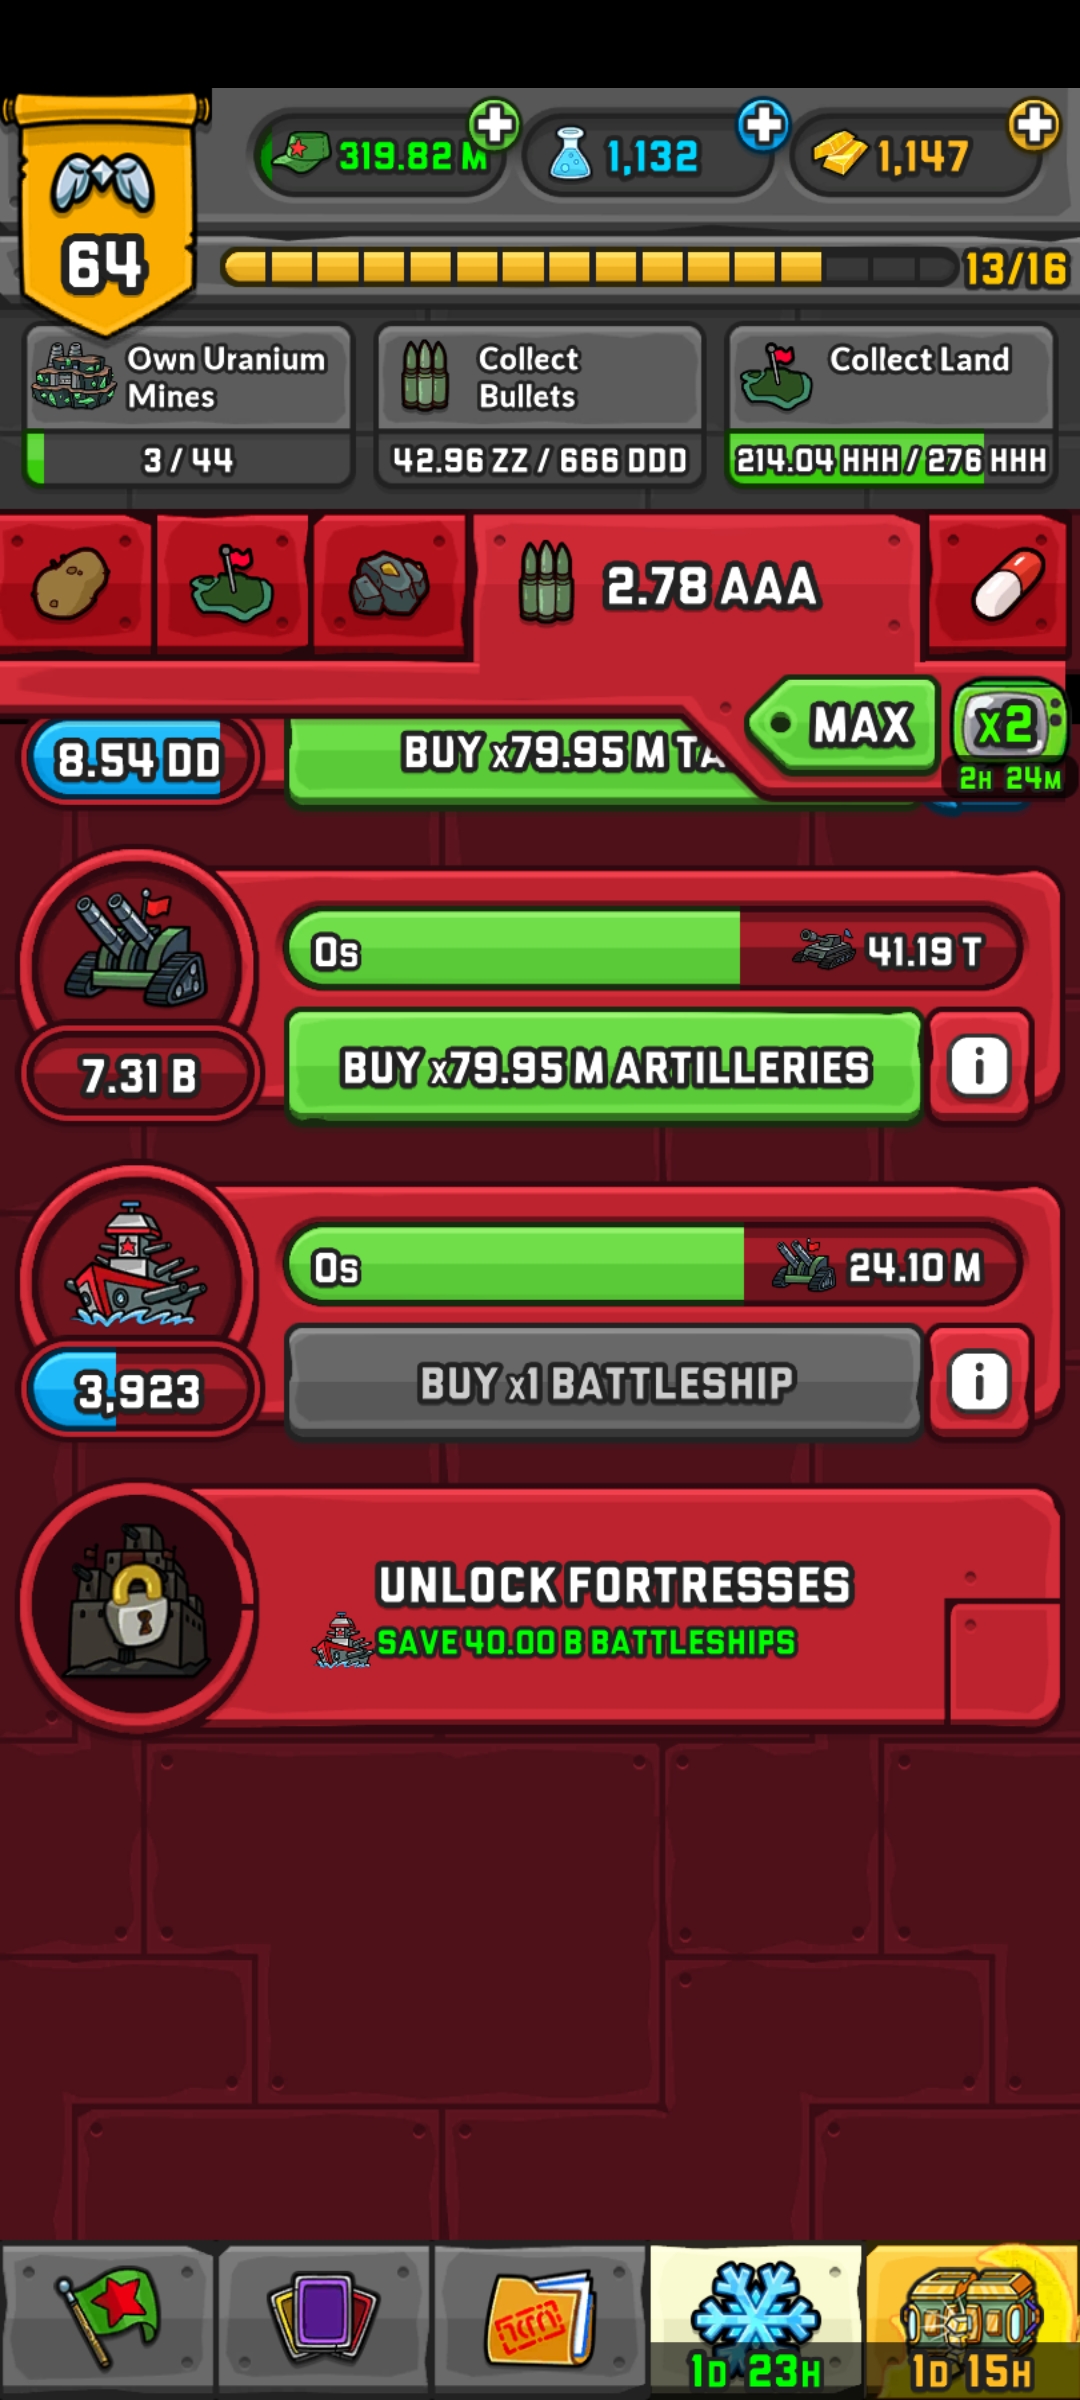 319.82 M
1,132
1,147
64
13/16
Own Uranium
Mines
3 / 44
Collect
Bullets
42.96 ZZ / 666 DDD
Collect Land
214.04 HHH / 276 HHH
2.78 AAA
MAX
x2
2H 24M
8.54 DD
BUY x79.95 M TA
0s
41.19 T
7.31 B
BUY x79.95 M ARTILLERIES
i
0s
24.10 M
3,923
BUY x1 BATTLESHIP
i
UNLOCK FORTRESSES
SAVE 40.00 B BATTLESHIPS
1D 23H
1D 15H